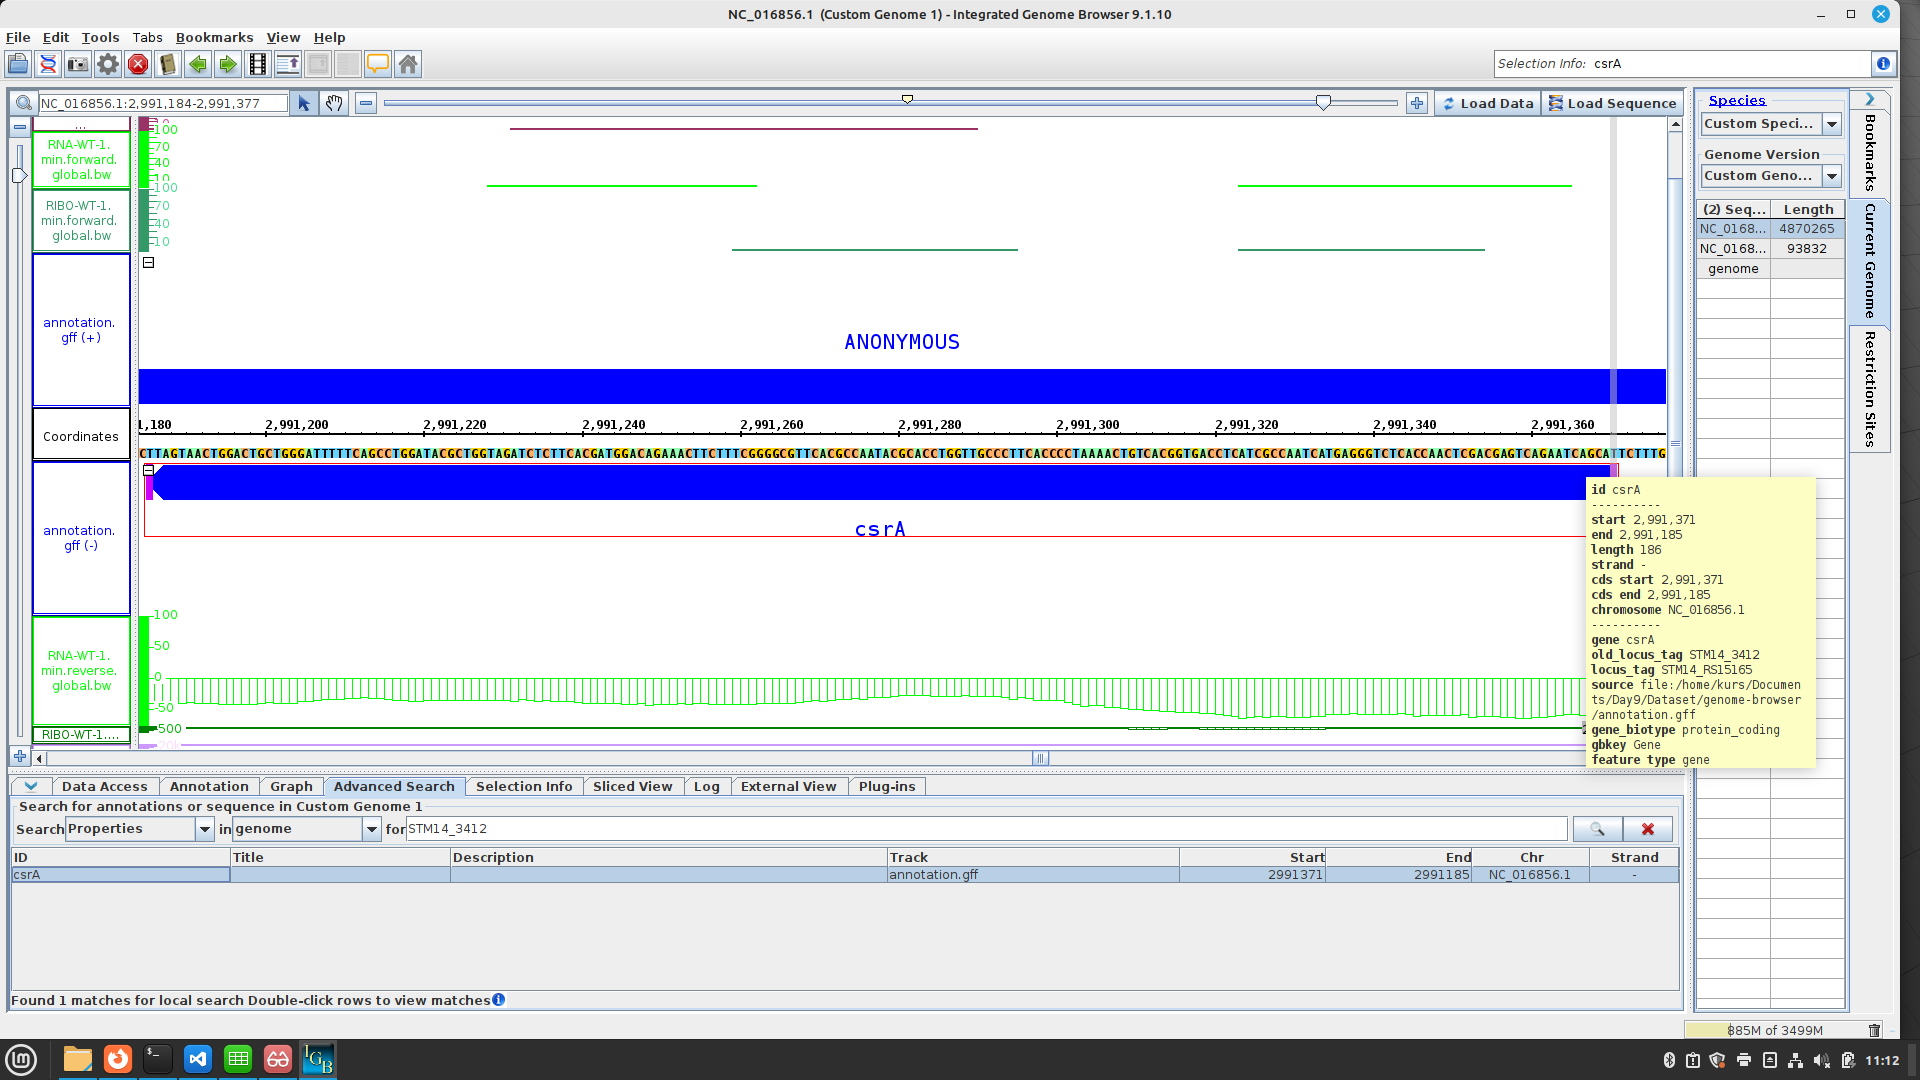 NC_016856.1 (Custom Genome 1) - Integrated Genome Browser 9.1.10
File Edit Tools Tabs Bookmarks View Help
Selection Info: csrA
NC_016856.1:2,991,184-2,991,377
Load Data
Load Sequence
...
100
RNA-WT-1.
min.forward.
global.bw
70
40
10
100
RIBO-WT-1.
min.forward.
global.bw
70
40
10
annotation.
gff (+)
ANONYMOUS
Coordinates
1,180 2,991,200 2,991,220 2,991,240 2,991,260 2,991,280 2,991,300 2,991,320 2,991,340 2,991,360
CTTAGTAACTGGACTGCTGGGATTTTTCAGCCTGGATACGCTGGTAGATCTCTTCACGATGGACAGAAACTTCTTTCGGGGCGTTCACGCCAATACGCACCTGGTTGCCCTTCACCCCTAAAACTGTCACGGTGACCTCATCGCCAATCATGAGGGTCTCACCAACTCGACGAGTCAGAATCAGCATTCTTTG
annotation.
gff (-)
csrA
RNA-WT-1.
min.reverse.
global.bw
100
50
0
-50
RIBO-WT-1....
-500
id csrA
----------
start 2,991,371
end 2,991,185
length 186
strand -
cds start 2,991,371
cds end 2,991,185
chromosome NC_016856.1
----------
gene csrA
old_locus_tag STM14_3412
locus_tag STM14_RS15165
source file:/home/kurs/Documen
ts/Day9/Dataset/genome-browser
/annotation.gff
gene_biotype protein_coding
gbkey Gene
feature type gene
Species
Custom Speci...
Genome Version
Custom Geno...
(2) Seq... Length
NC_0168... 4870265
NC_0168... 93832
genome
Bookmarks
Current Genome
Restriction Sites
Data Access Annotation Graph Advanced Search Selection Info Sliced View Log External View Plug-ins
Search for annotations or sequence in Custom Genome 1
Search Properties in genome for STM14_3412
ID Title Description Track Start End Chr Strand
csrA annotation.gff 2991371 2991185 NC_016856.1 -
Found 1 matches for local search Double-click rows to view matches
885M of 3499M
IGB
11:12